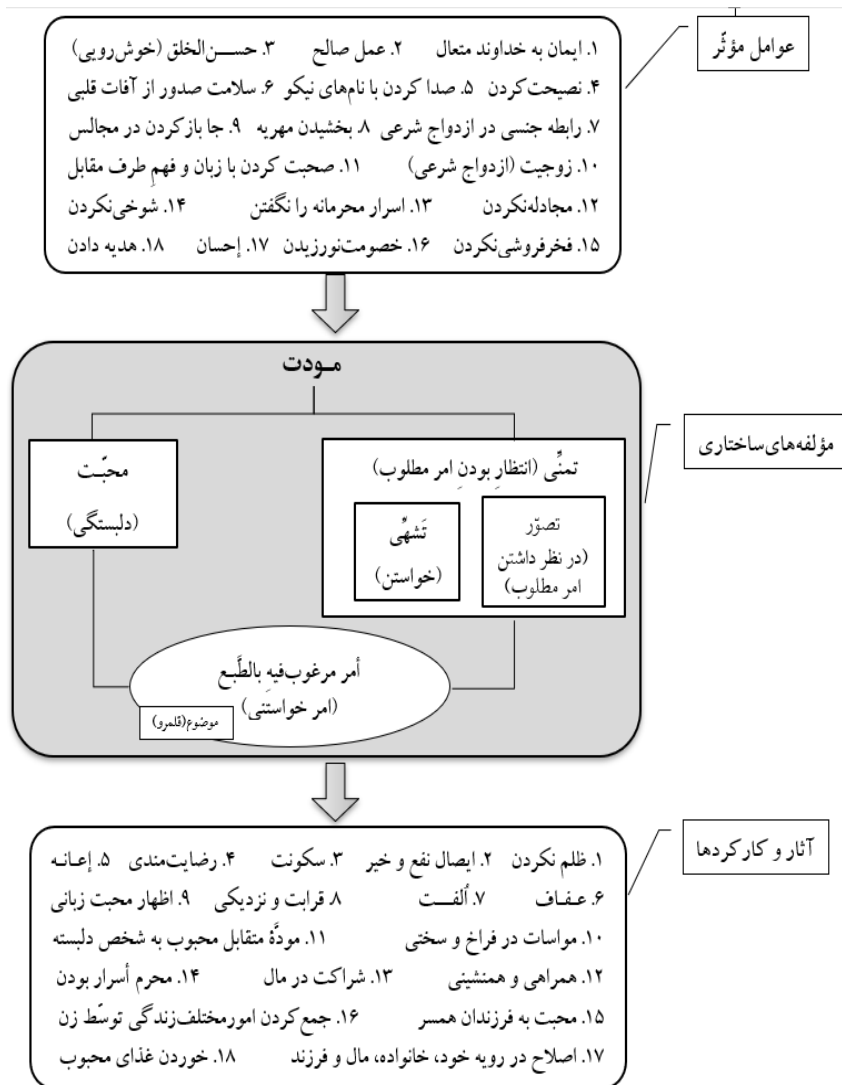 عوامل مؤثّر
۱. ایمان به خداوند متعال ۲. عمل صالح ۳. حســن‌الخلق (خوش‌رویی)
۴. نصیحت‌کردن ۵. صدا کردن با نام‌های نیکو ۶. سلامت صدور از آفات قلبی
۷. رابطه جنسی در ازدواج شرعی ۸. بخشیدن مهریه ۹. جا بازکردن در مجالس
۱۰. زوجیت (ازدواج شرعی) ۱۱. صحبت کردن با زبان و فهمِ طرف مقابل
۱۲. مجادله‌نکردن ۱۳. اسرار محرمانه را نگفتن ۱۴. شوخی‌نکردن
۱۵. فخرفروشی‌نکردن ۱۶. خصومت‌نورزیدن ۱۷. إحسان ۱۸. هدیه دادن
مؤلفه‌های‌ساختاری
مـودت
تمنِّی (انتظارِ بودنِ امر مطلوب)
تصوّر
(در نظر داشتن
امر مطلوب)
تَشهِّی
(خواستن)
محبّـت
(دلبستگی)
أمر مرغوب‌فیهِ بالطَّبع
(امر خواستنی)
موضوع(قلمرو)
آثار و کارکردها
۱. ظلم نکردن ۲. ایصال نفع و خیر ۳. سکونت ۴. رضایت‌مندی ۵. إعـانـه
۶. عـفـاف ۷. ألفـــت ۸. قرابت و نزدیکی ۹. اظهار محبت زبانی
۱۰. مواسات در فراخ و سختی ۱۱. مودَّة متقابل محبوب به شخص دلبسته
۱۲. همراهی و همنشینی ۱۳. شراکت در مال ۱۴. محرم أسرار بودن
۱۵. محبت به فرزندان همسر ۱۶. جمع‌کردن امورمختلف‌زندگی توسّط زن
۱۷. اصلاح در رویه خود، خانواده، مال و فرزند ۱۸. خوردن غذای محبوب